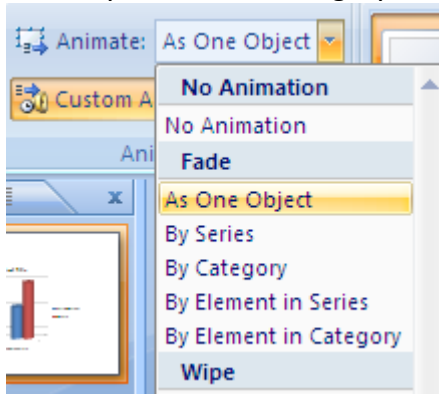 Animate: As One Object
Custom A
No Animation
No Animation
Ani
Fade
x
As One Object
By Series
By Category
By Element in Series
By Element in Category
Wipe